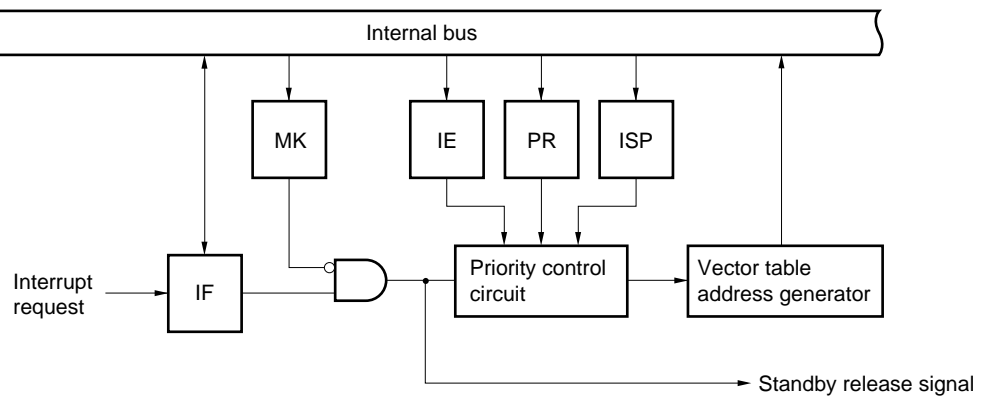 Internal bus
MK
IE
PR
ISP
Interrupt
request
IF
Priority control
circuit
Vector table
address generator
Standby release signal